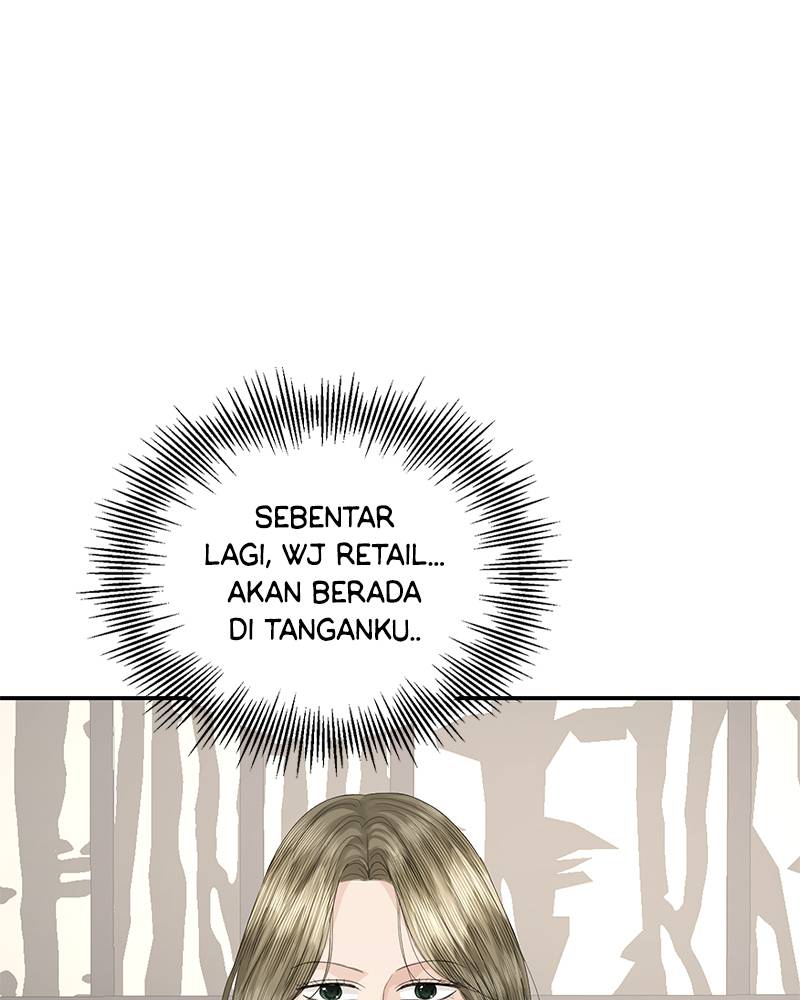 SEBENTAR
LAGI, WJ RETAIL...
AKAN BERADA
DI TANGANKU..